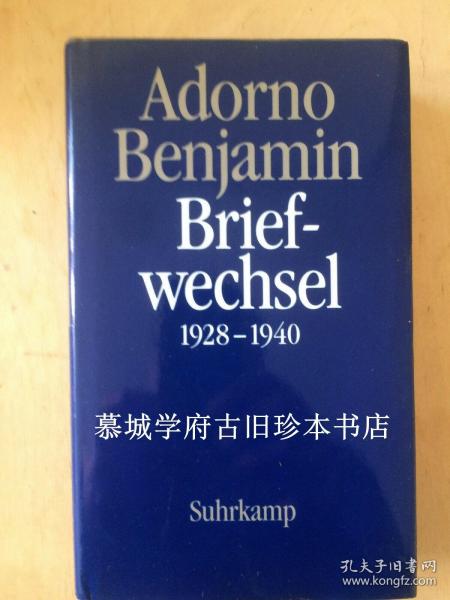 Adorno
Benjamin
Brief-
wechsel
1928–1940
慕城学府古旧珍本书店
Suhrkamp
孔夫子旧书网
www.kongfz.com